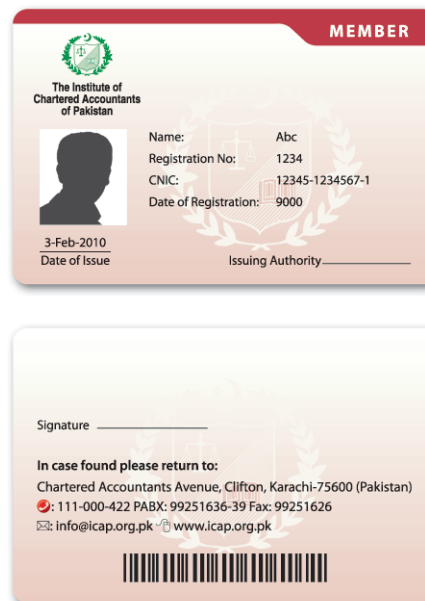 MEMBER
The Institute of
Chartered Accountants
of Pakistan
Name: Abc
Registration No: 1234
CNIC: 12345-1234567-1
Date of Registration: 9000
3-Feb-2010
Date of Issue
Issuing Authority
Signature
In case found please return to:
Chartered Accountants Avenue, Clifton, Karachi-75600 (Pakistan)
: 111-000-422 PABX: 99251636-39 Fax: 99251626
: info@icap.org.pk www.icap.org.pk